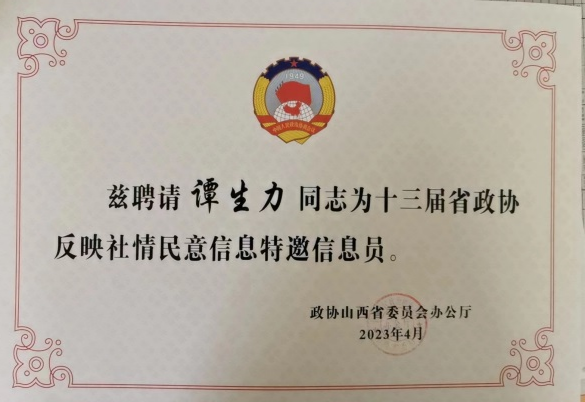 1949
兹聘请 谭生力 同志为十三届省政协
反映社情民意信息特邀信息员。
政协山西省委员会办公厅
2023年4月